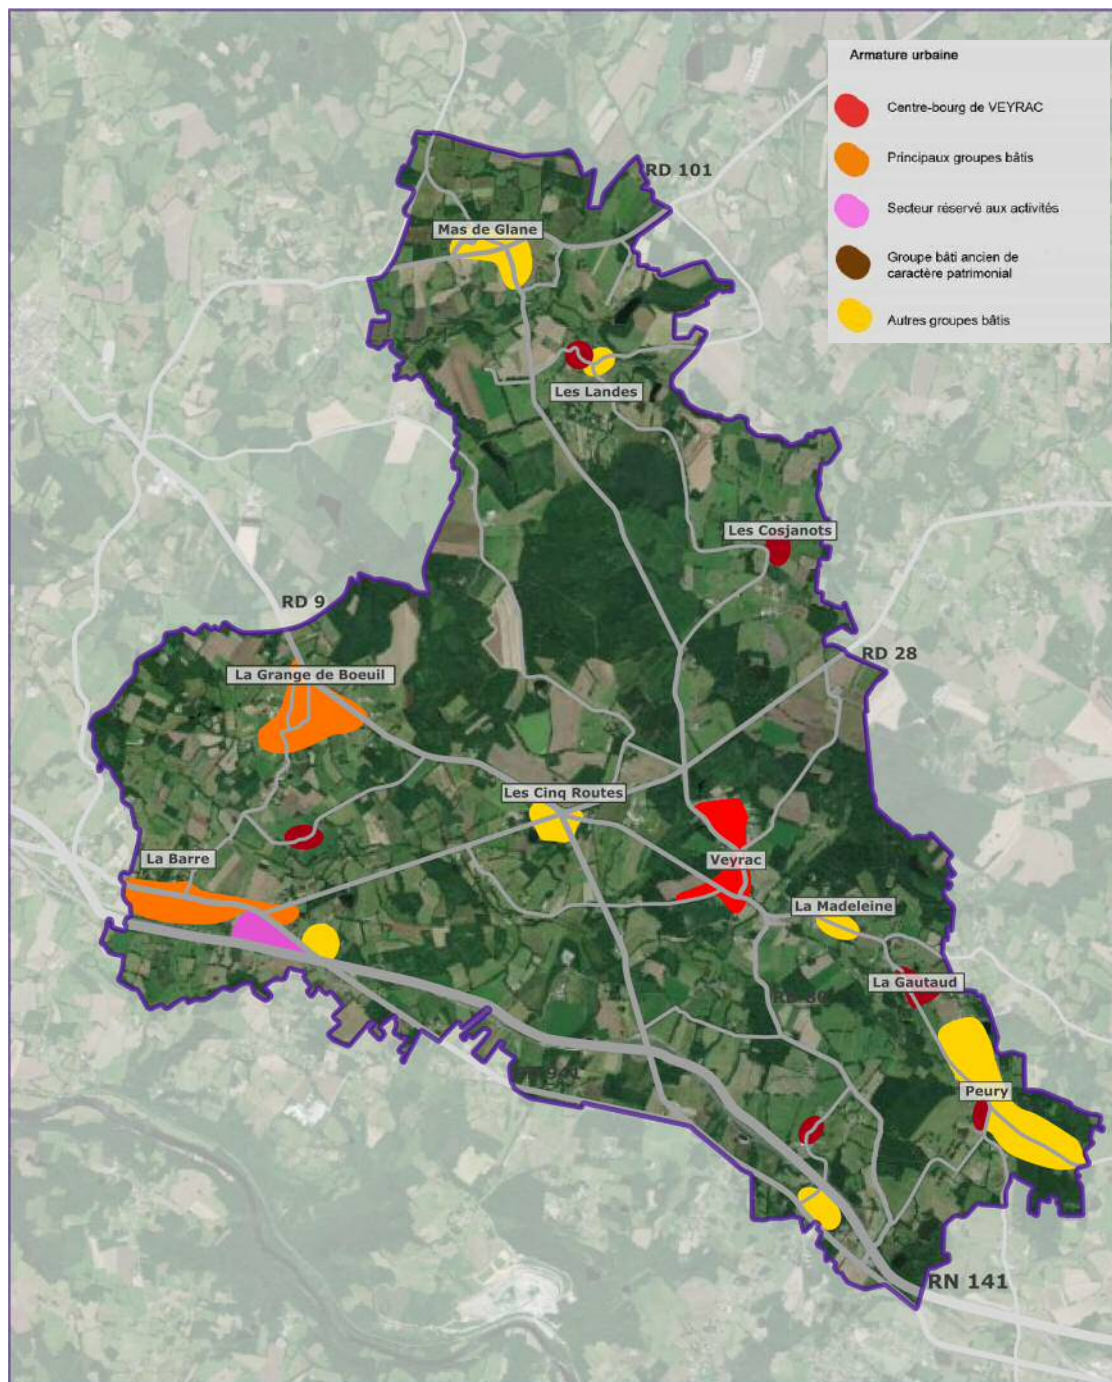 Armature urbaine
Centre-bourg de VEYRAC
Principaux groupes bâtis
Secteur réservé aux activités
Groupe bâti ancien de
caractère patrimonial
Autres groupes bâtis
RD 101
Mas de Glane
Les Landes
Les Cosjanots
RD 9
RD 28
La Grange de Boeuil
Les Cinq Routes
La Barre
Veyrac
La Madeleine
La Gautaud
Peury
RN 141